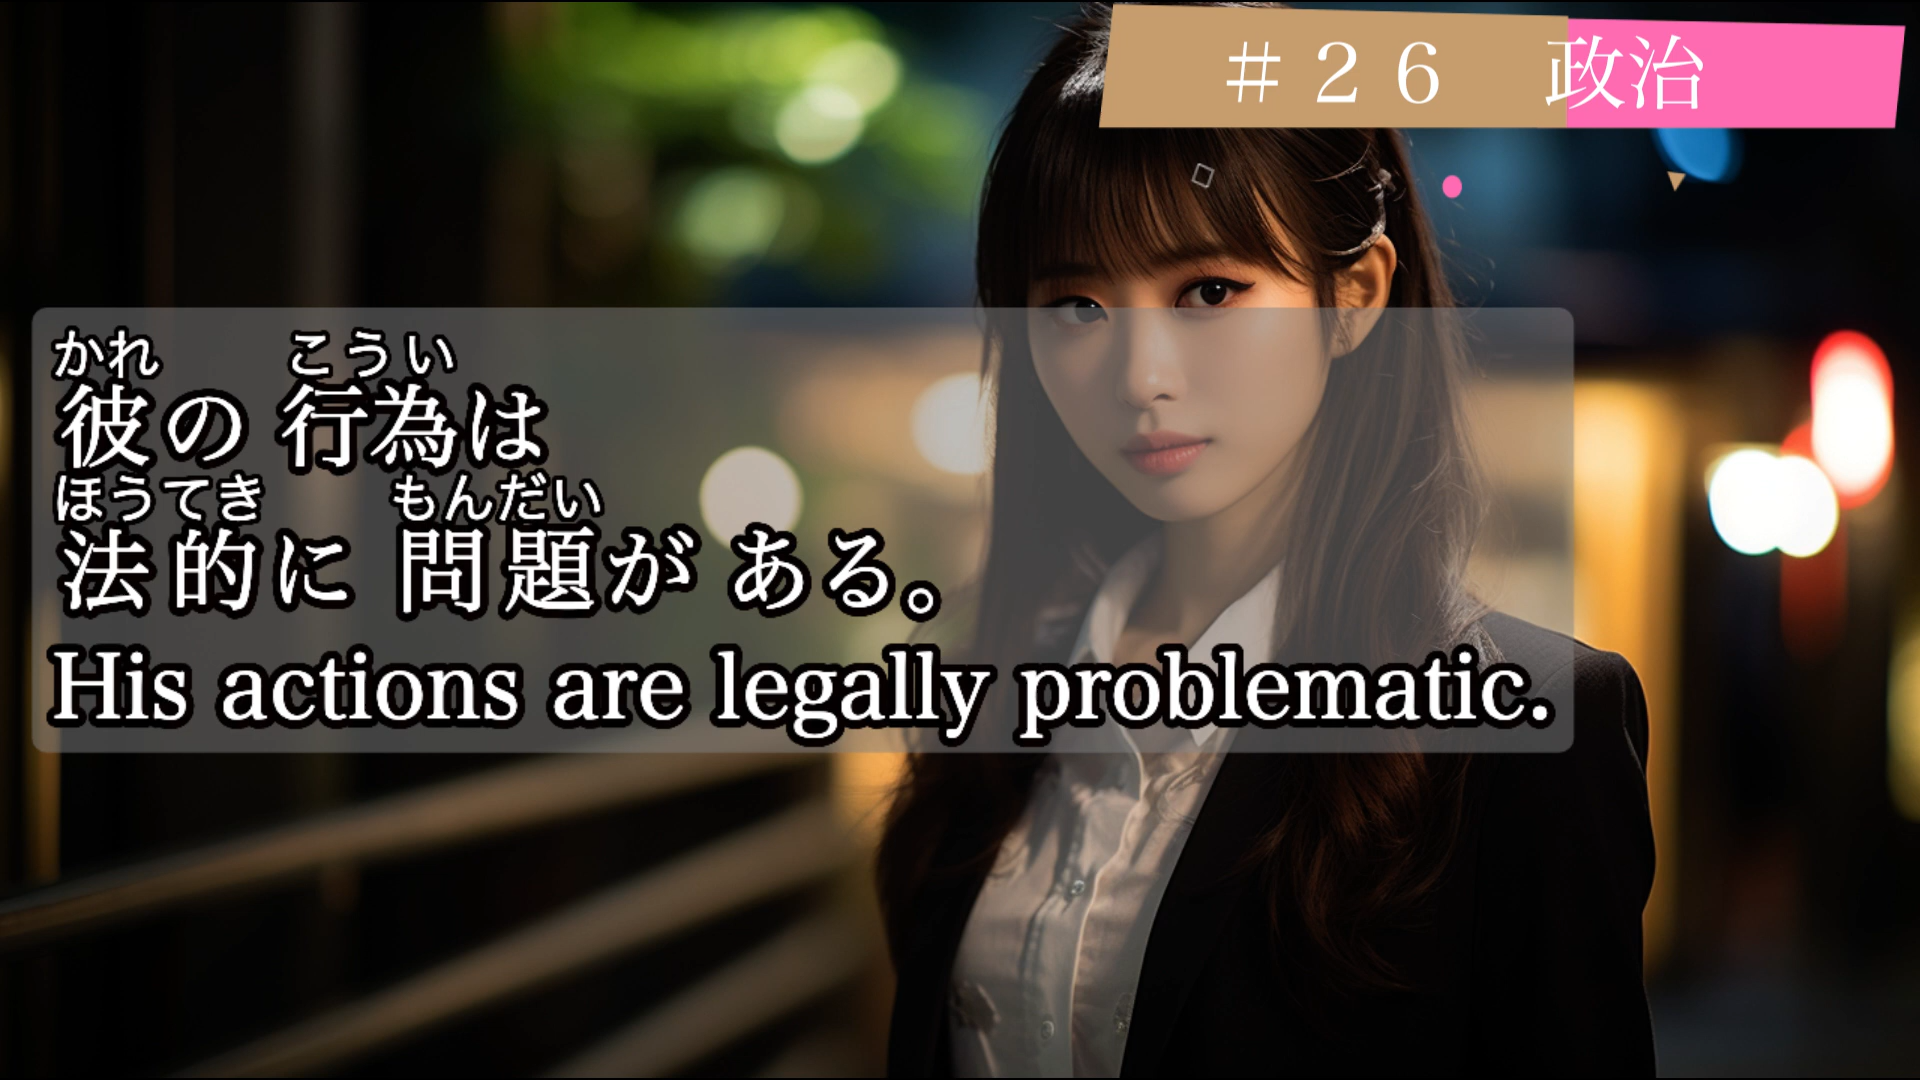 ＃２６　政治
かれ こうい
彼の 行為は
ほうてき もんだい
法的に 問題が ある。
His actions are legally problematic.